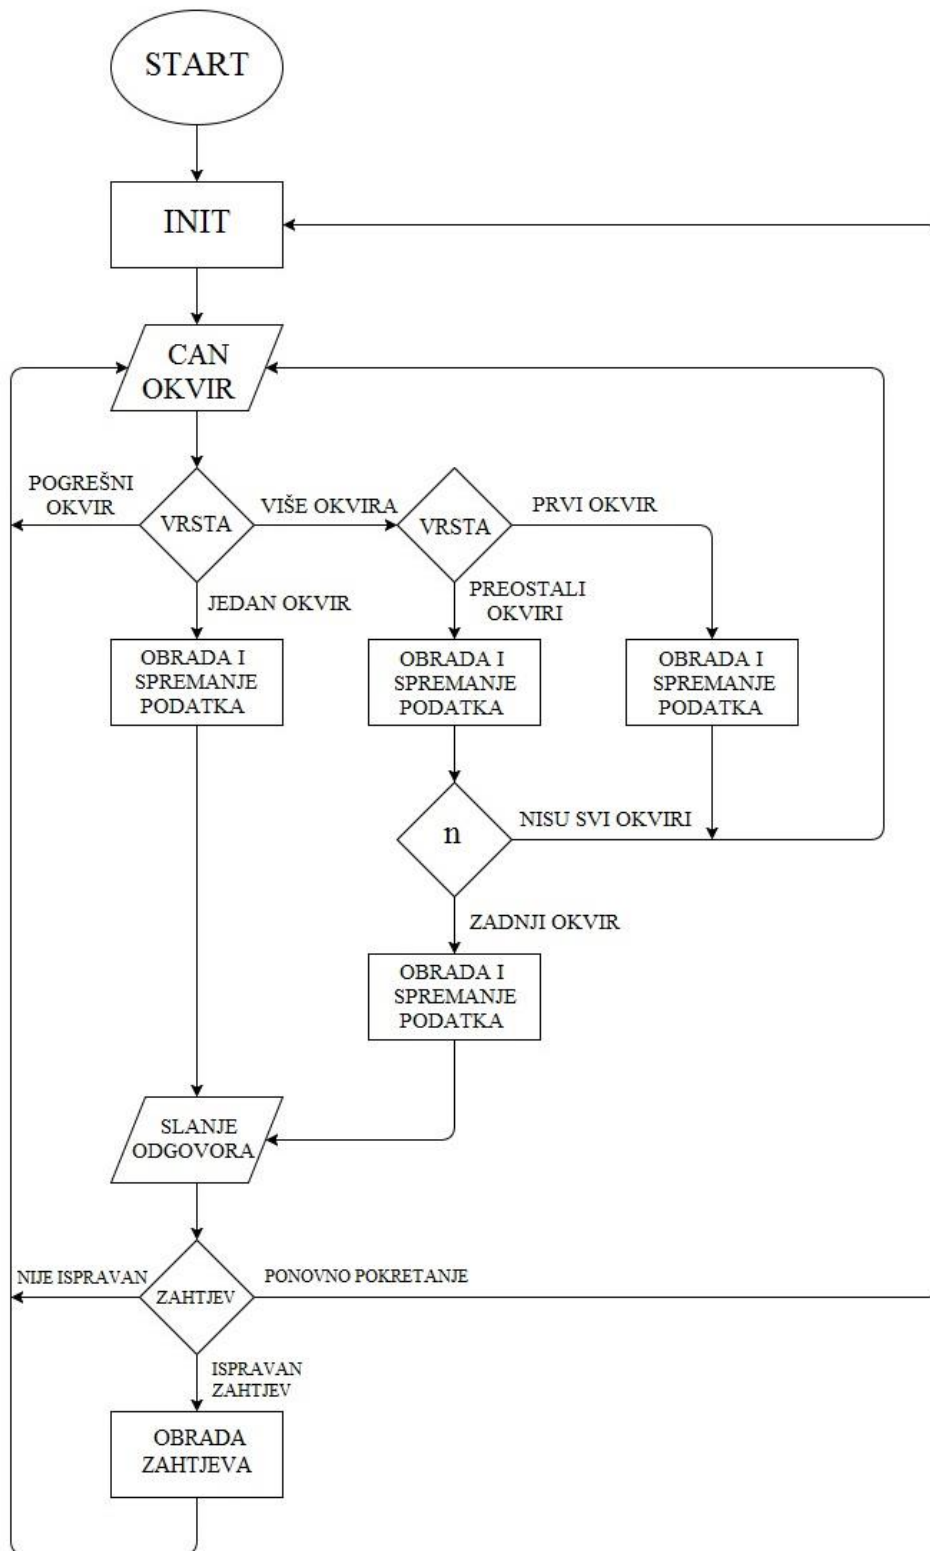 START
INIT
CAN
OKVIR
POGREŠNI
OKVIR
VRSTA
VIŠE OKVIRA
VRSTA
PRVI OKVIR
JEDAN OKVIR
PREOSTALI
OKVIRI
OBRADA I
SPREMANJE
PODATKA
OBRADA I
SPREMANJE
PODATKA
OBRADA I
SPREMANJE
PODATKA
n
NISU SVI OKVIRI
ZADNJI OKVIR
OBRADA I
SPREMANJE
PODATKA
SLANJE
ODGOVORA
NIJE ISPRAVAN
ZAHTJEV
PONOVNO POKRETANJE
ISPRAVAN
ZAHTJEV
OBRADA
ZAHTJEVA